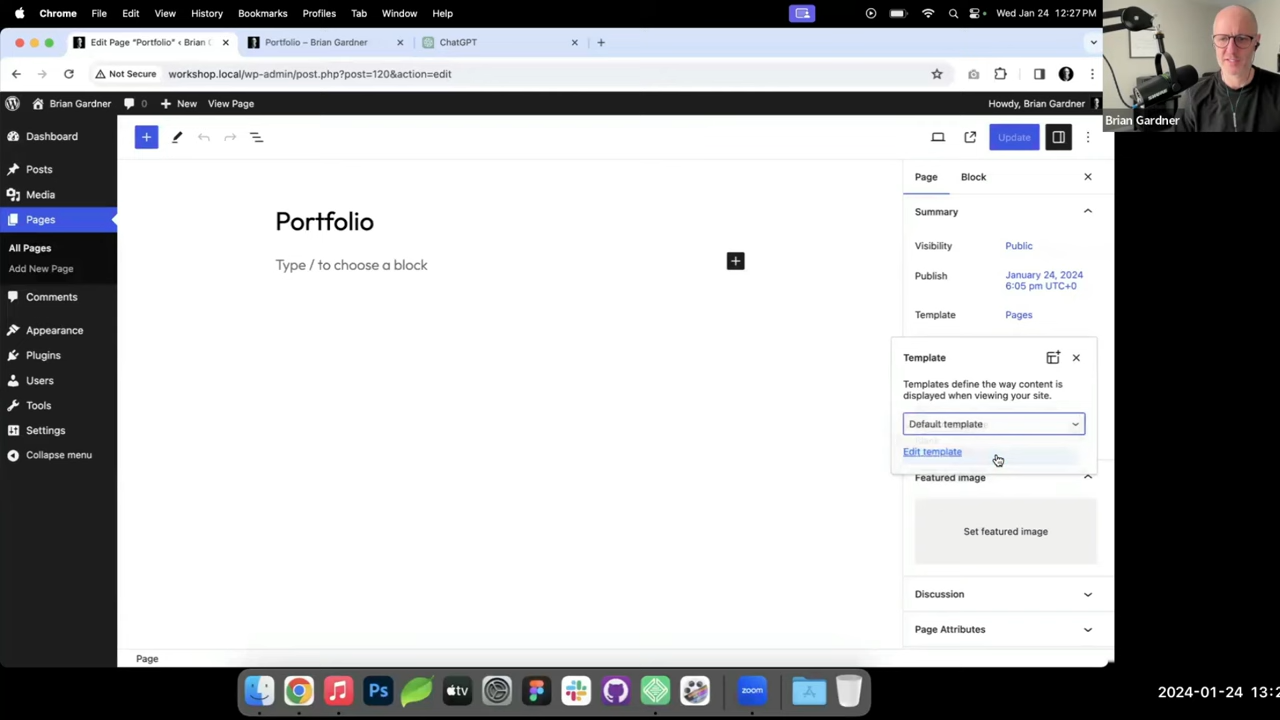 Chrome File Edit View History Bookmarks Profiles Tab Window Help Wed Jan 24 12:27 PM
Edit Page “Portfolio” ‹ Brian G Portfolio – Brian Gardner ChatGPT
Not Secure workshop.local/wp-admin/post.php?post=120&action=edit
Brian Gardner 0 New View Page Howdy, Brian Gardner
Brian Gardner
Dashboard
Posts
Media
Pages
All Pages
Add New Page
Comments
Appearance
Plugins
Users
Tools
Settings
Collapse menu
Update
Portfolio
Type / to choose a block
Page Block
Summary
Visibility Public
Publish January 24, 2024
6:05 pm UTC+0
Template Pages
Template
Templates define the way content is
displayed when viewing your site.
Default template
Edit template
Featured image
Set featured image
Discussion
Page Attributes
Page
Ps
tv
zoom
2024-01-24 13:2